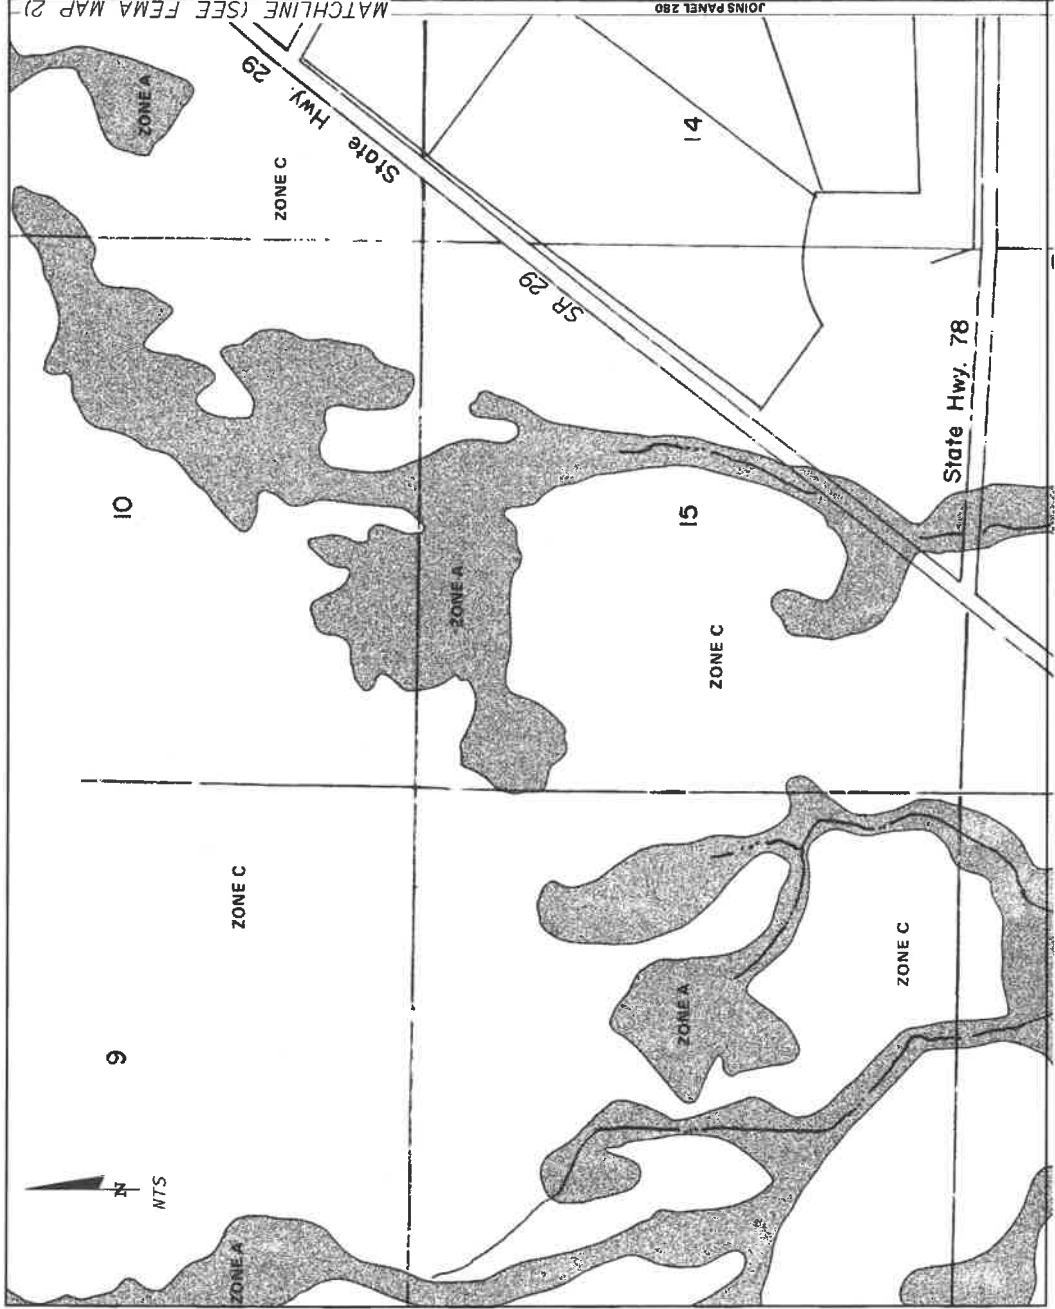 MATCHLINE (SEE FEMA MAP 2)
JOINS PANEL 280
ZONE A
State Hwy. 29
ZONE C
14
SR 29
State Hwy. 78
10
15
ZONE A
ZONE C
ZONE C
ZONE C
ZONE A
9
N
NTS
ZONE A